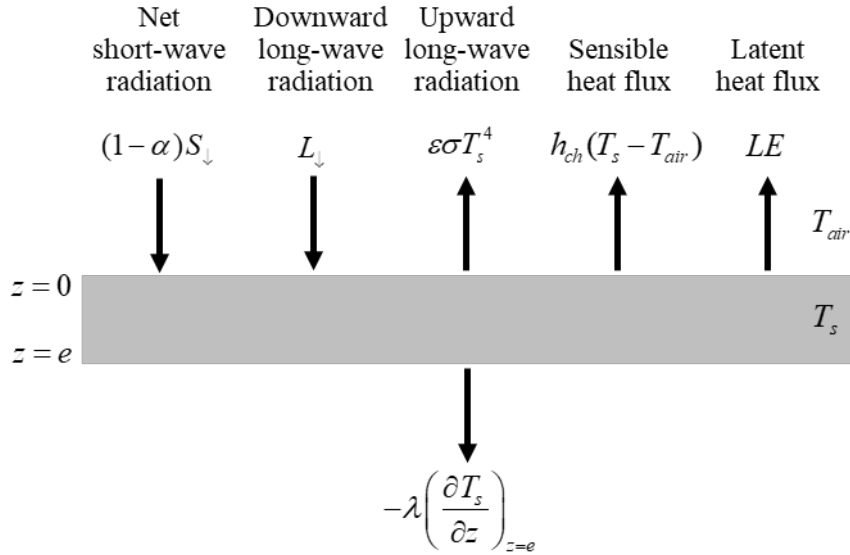 Net short-wave radiation
Downward long-wave radiation
Upward long-wave radiation
Sensible heat flux
Latent heat flux
(1−α)S↓
L↓
εσT_s^4
h_ch(T_s − T_air)
LE
T_air
z = 0
T_s
z = e
−λ(∂T_s/∂z)_z=e